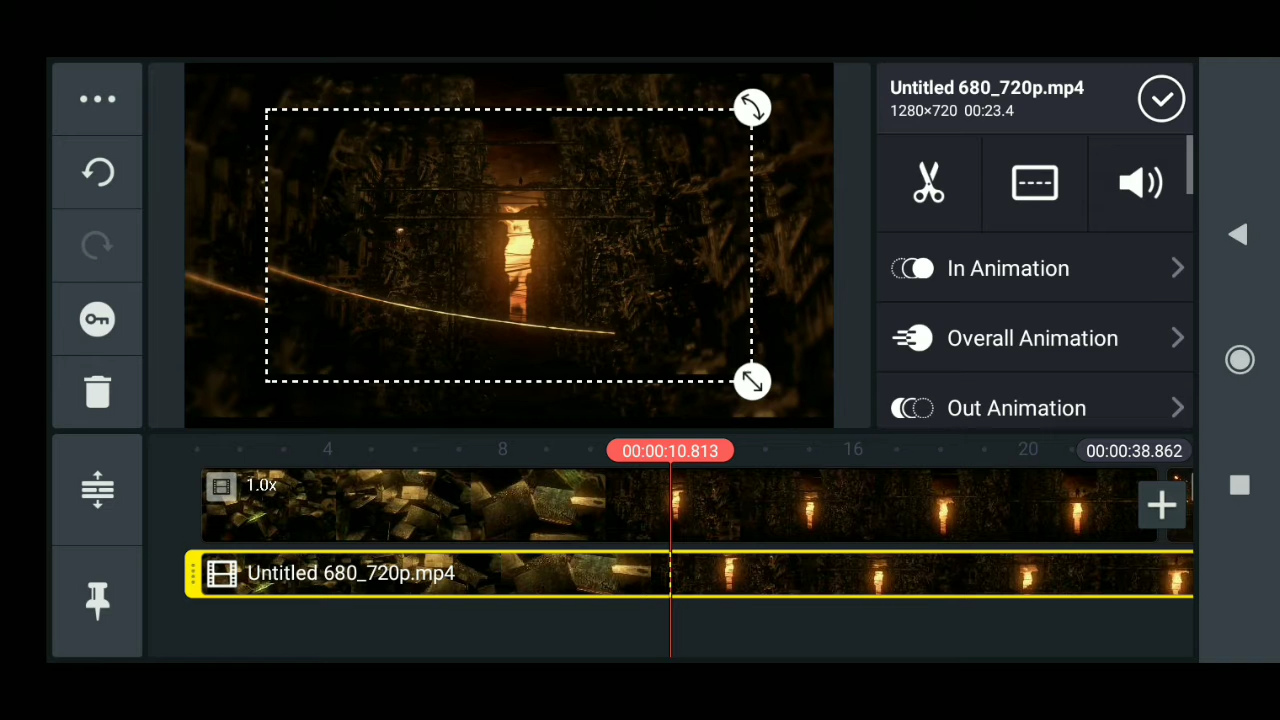 Untitled 680_720p.mp4
1280×720 00:23.4
In Animation
Overall Animation
Out Animation
4 8 00:00:10.813 16 20 00:00:38.862
1.0x
Untitled 680_720p.mp4